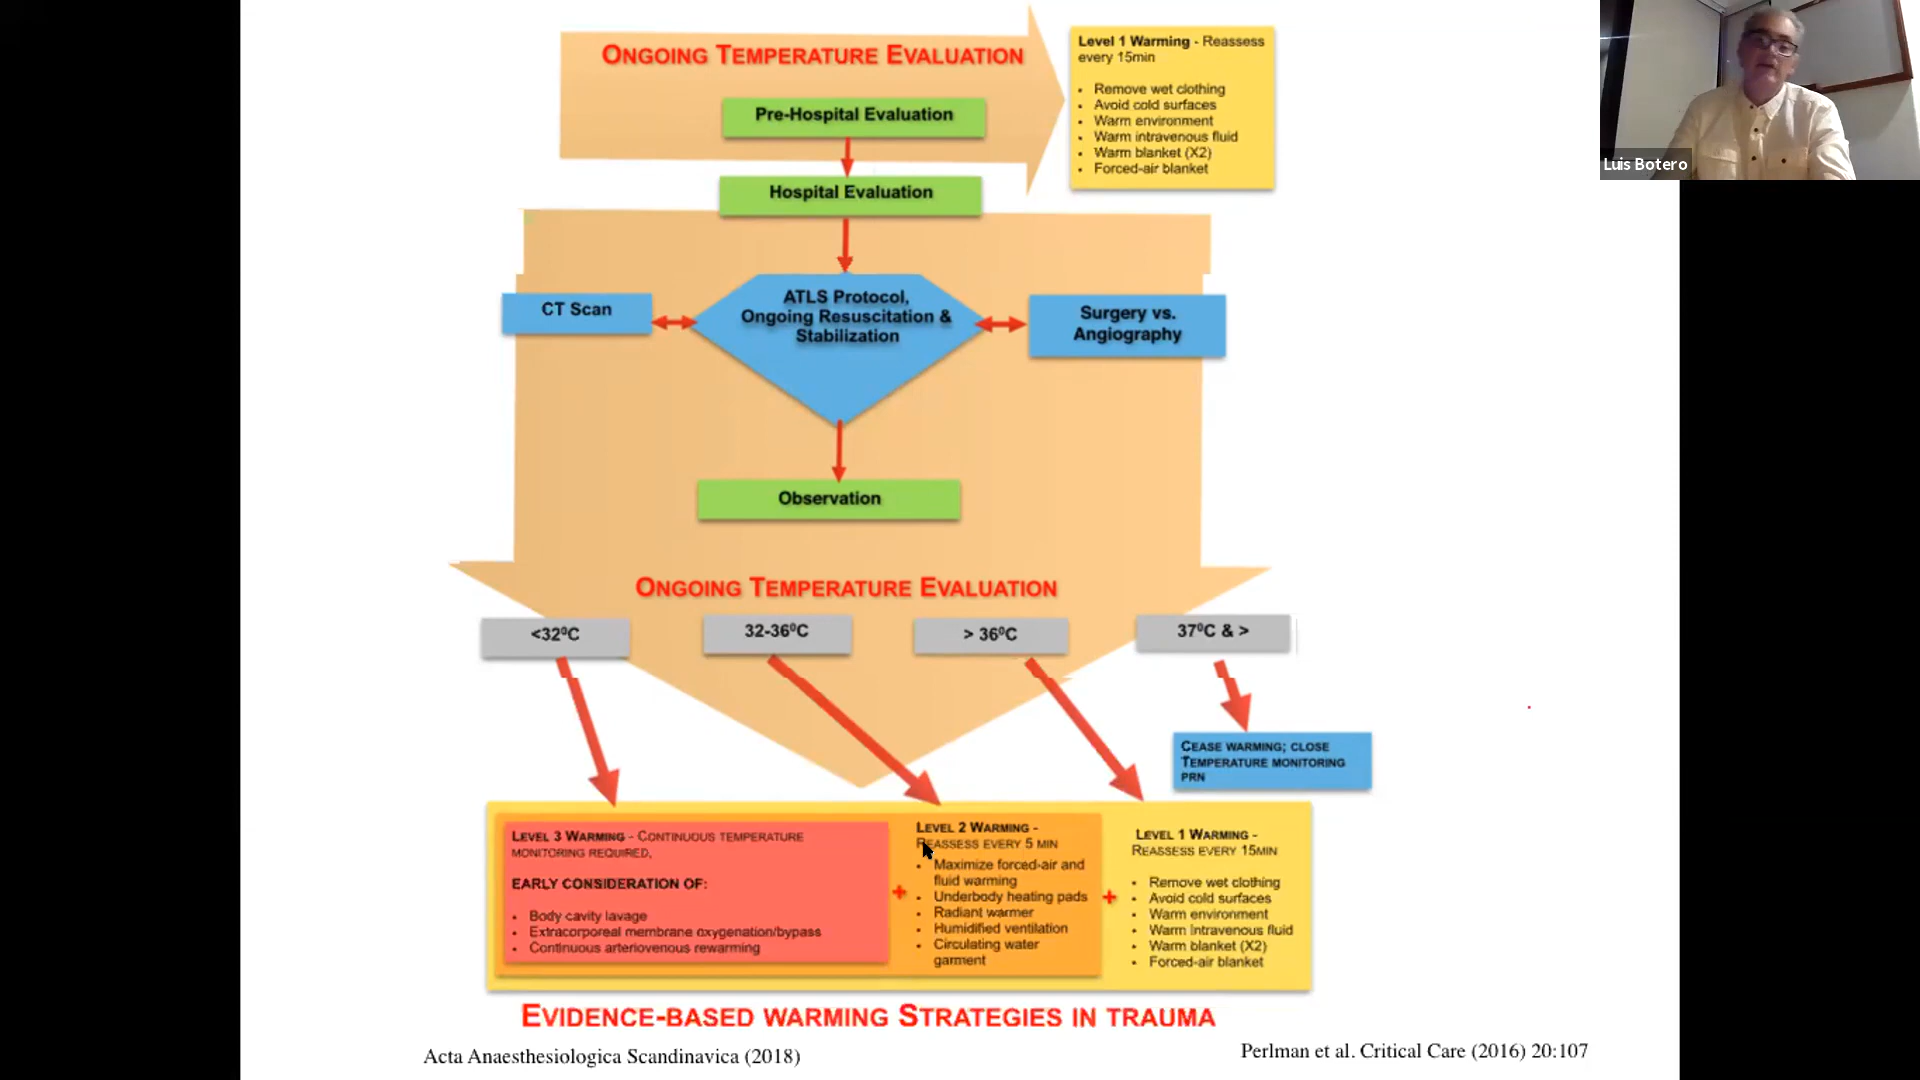 ONGOING TEMPERATURE EVALUATION
Level 1 Warming - Reassess
every 15min
• Remove wet clothing
• Avoid cold surfaces
• Warm environment
• Warm intravenous fluid
• Warm blanket (X2)
• Forced-air blanket
Luis Botero
Pre-Hospital Evaluation
Hospital Evaluation
CT Scan
ATLS Protocol,
Ongoing Resuscitation &
Stabilization
Surgery vs.
Angiography
Observation
ONGOING TEMPERATURE EVALUATION
<32⁰C
32-36⁰C
> 36⁰C
37⁰C & >
CEASE WARMING; CLOSE
TEMPERATURE MONITORING
PRN
LEVEL 3 WARMING - CONTINUOUS TEMPERATURE
MONITORING REQUIRED,
EARLY CONSIDERATION OF:
• Body cavity lavage
• Extracorporeal membrane oxygenation/bypass
• Continuous arteriovenous rewarming
+
LEVEL 2 WARMING -
REASSESS EVERY 5 MIN
• Maximize forced-air and
fluid warming
• Underbody heating pads
• Radiant warmer
• Humidified ventilation
• Circulating water
garment
+
LEVEL 1 WARMING -
REASSESS EVERY 15MIN
• Remove wet clothing
• Avoid cold surfaces
• Warm environment
• Warm Intravenous fluid
• Warm blanket (X2)
• Forced-air blanket
EVIDENCE-BASED WARMING STRATEGIES IN TRAUMA
Acta Anaesthesiologica Scandinavica (2018)
Perlman et al. Critical Care (2016) 20:107